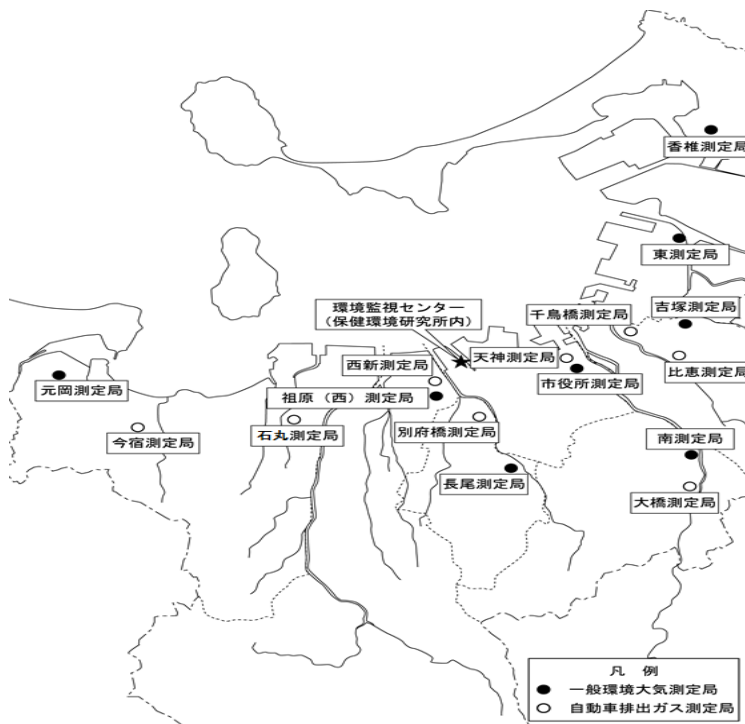 香椎測定局
東測定局
環境監視センター
（保健環境研究所内）
千鳥橋測定局
吉塚測定局
西新測定局
天神測定局
元岡測定局
祖原（西）測定局
市役所測定局
比恵測定局
今宿測定局
石丸測定局
別府橋測定局
南測定局
長尾測定局
大橋測定局
凡 例
● 一般環境大気測定局
○ 自動車排出ガス測定局